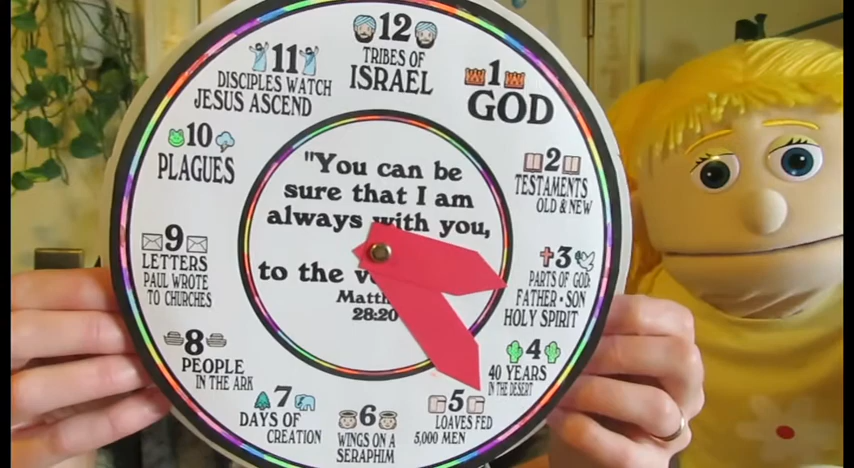 12
TRIBES OF
ISRAEL
1
GOD
2
TESTAMENTS
OLD & NEW
3
PARTS OF GOD:
FATHER • SON
HOLY SPIRIT
4
40 YEARS
IN THE DESERT
5
LOAVES FED
5,000 MEN
6
WINGS ON A
SERAPHIM
7
DAYS OF
CREATION
8
PEOPLE
IN THE ARK
9
LETTERS
PAUL WROTE
TO CHURCHES
10
PLAGUES
11
DISCIPLES WATCH
JESUS ASCEND
"You can be
sure that I am
always with you,
to the
28:20